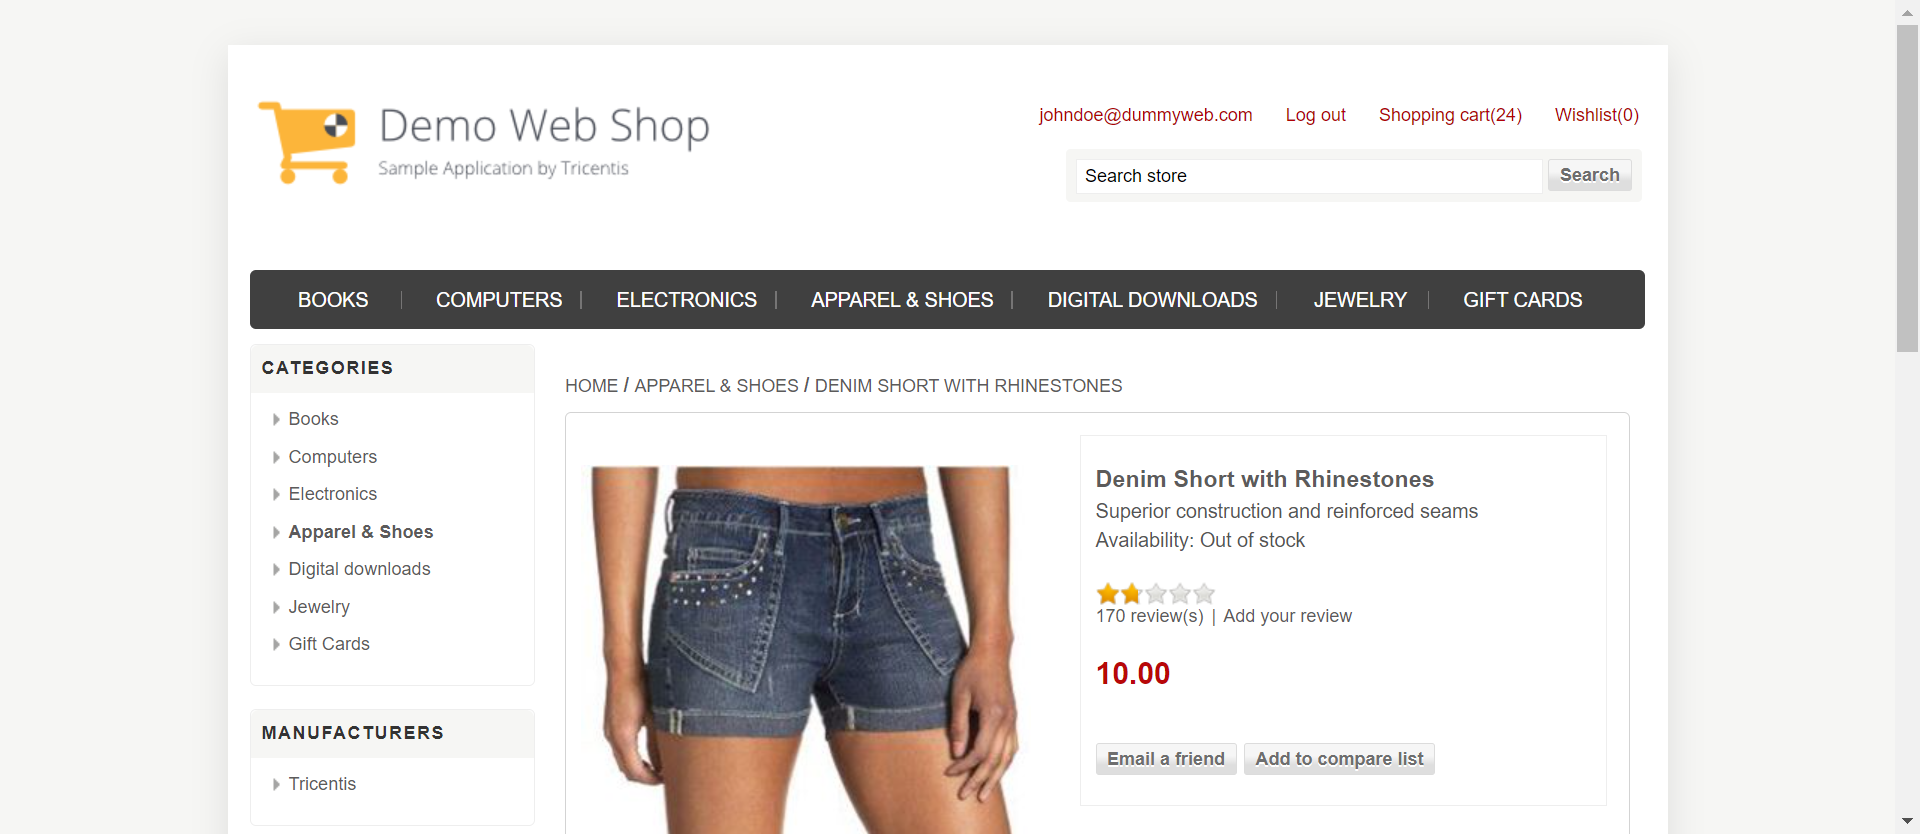 Demo Web Shop
Sample Application by Tricentis
johndoe@dummyweb.com Log out Shopping cart(24) Wishlist(0)
Search store Search
BOOKS COMPUTERS ELECTRONICS APPAREL & SHOES DIGITAL DOWNLOADS JEWELRY GIFT CARDS
CATEGORIES
Books
Computers
Electronics
Apparel & Shoes
Digital downloads
Jewelry
Gift Cards
MANUFACTURERS
Tricentis
HOME / APPAREL & SHOES / DENIM SHORT WITH RHINESTONES
Denim Short with Rhinestones
Superior construction and reinforced seams
Availability: Out of stock
170 review(s) | Add your review
10.00
Email a friend Add to compare list